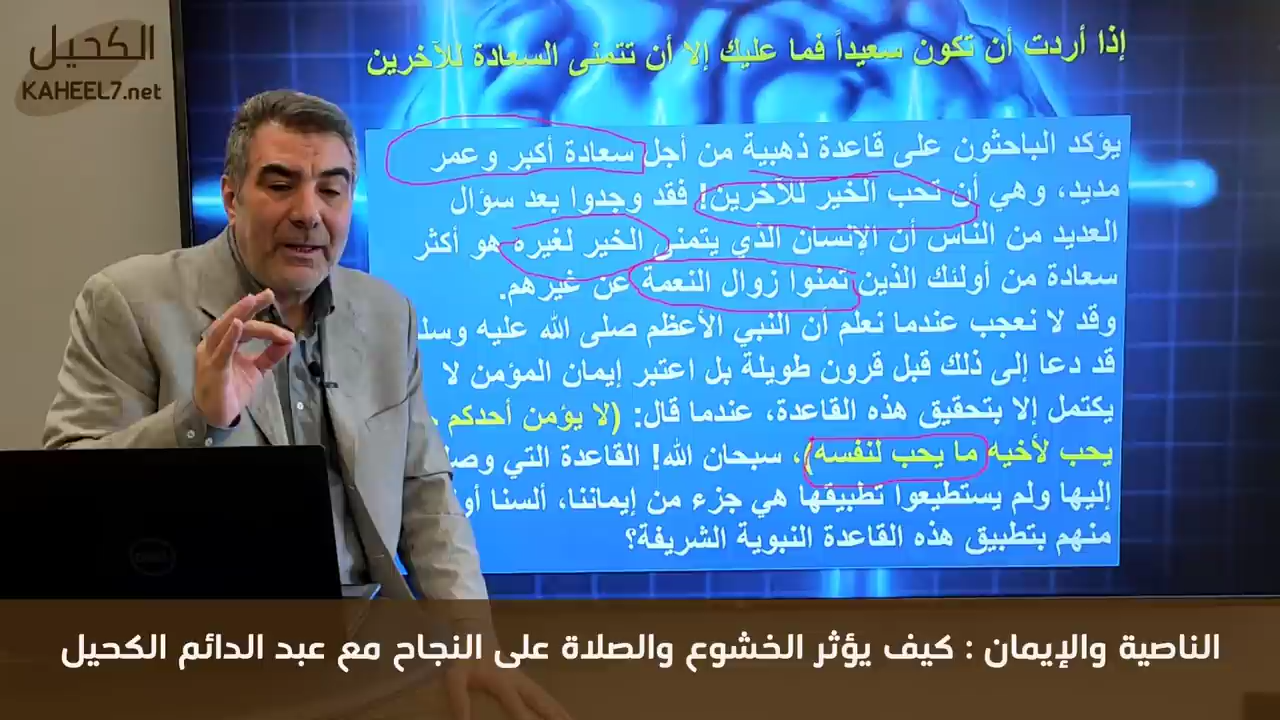 الكحيل
KAHEEL7.net
إذا أردت أن تكون سعيداً فما عليك إلا أن تتمنى السعادة للآخرين
يؤكد الباحثون على قاعدة ذهبية من أجل سعادة أكبر وعمر
مديد، وهي أن تحب الخير للآخرين! فقد وجدوا بعد سؤال
العديد من الناس أن الإنسان الذي يتمنى الخير لغيره هو أكثر
سعادة من أولئك الذين تمنوا زوال النعمة عن غيرهم.
وقد لا نعجب عندما نعلم أن النبي الأعظم صلى الله عليه وسل
قد دعا إلى ذلك قبل قرون طويلة بل اعتبر إيمان المؤمن لا
يكتمل إلا بتحقيق هذه القاعدة، عندما قال: (لا يؤمن أحدكم
يحب لأخيه ما يحب لنفسه)، سبحان الله! القاعدة التي وص
إليها ولم يستطيعوا تطبيقها هي جزء من إيماننا، ألسنا أو
منهم بتطبيق هذه القاعدة النبوية الشريفة؟
الناصية والإيمان : كيف يؤثر الخشوع والصلاة على النجاح مع عبد الدائم الكحيل